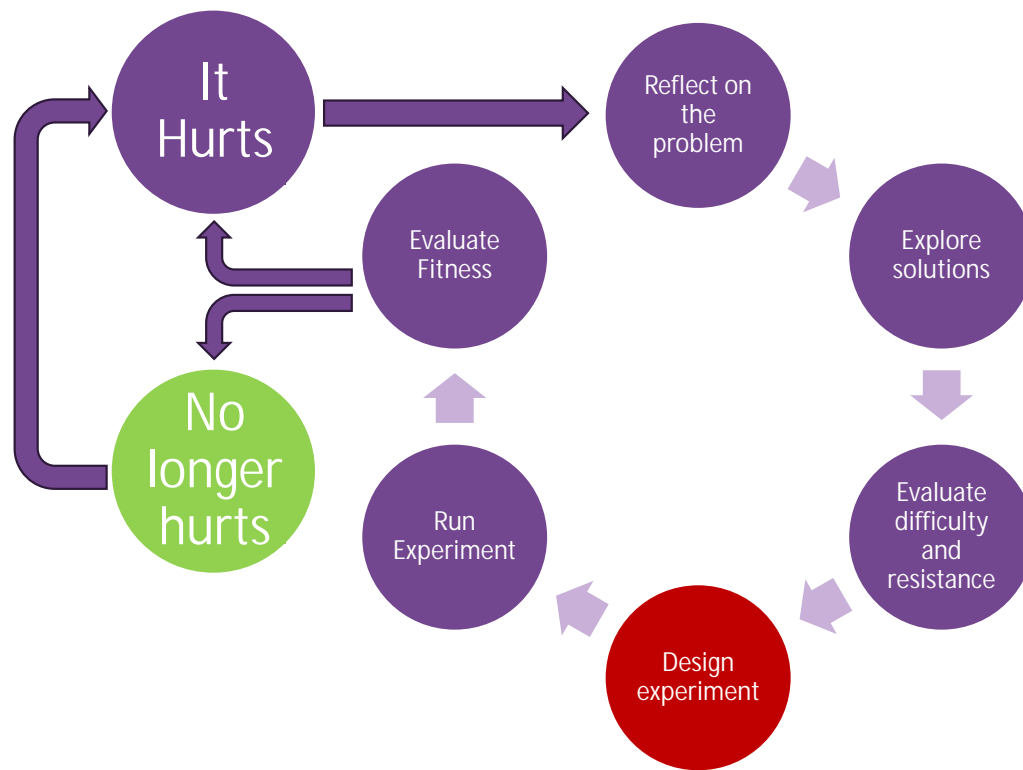 It
Hurts
Reflect on
the
problem
Evaluate
Fitness
Explore
solutions
No
longer
hurts
Run
Experiment
Evaluate
difficulty
and
resistance
Design
experiment